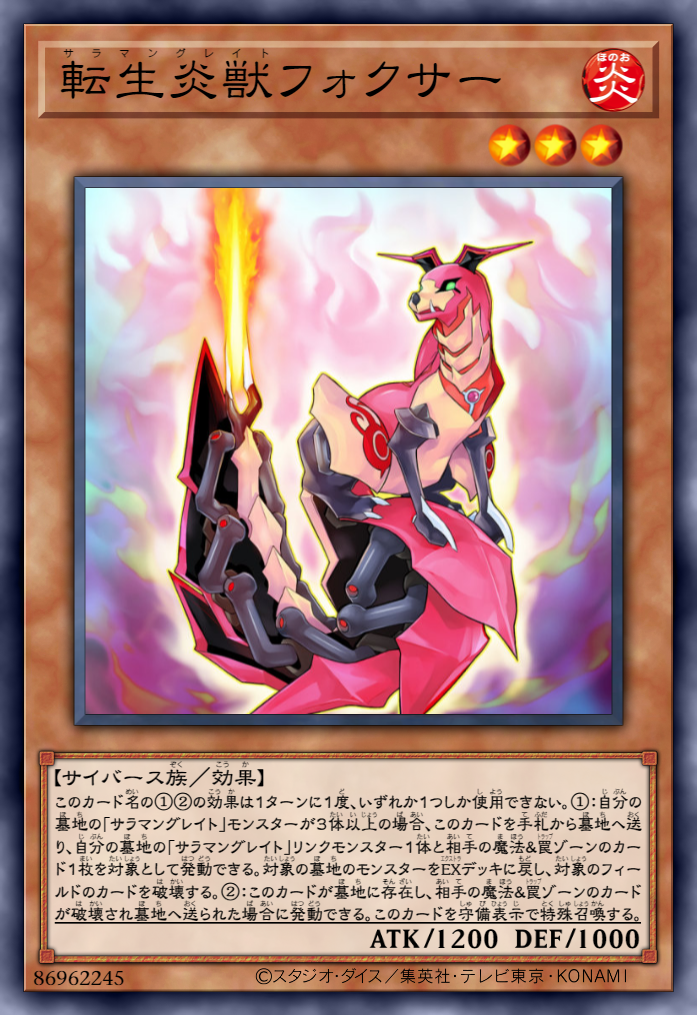 サラマングレイト
転生炎獣フォクサー
ほのお
炎
【サイバース族／効果】
このカード名の①②の効果は1ターンに1度、いずれか1つしか使用できない。①：自分の
墓地の「サラマングレイト」モンスターが3体以上の場合、このカードを手札から墓地へ送
り、自分の墓地の「サラマングレイト」リンクモンスター1体と相手の魔法&罠ゾーンのカー
ド1枚を対象として発動できる。対象の墓地のモンスターをEXデッキに戻し、対象のフィー
ルドのカードを破壊する。②：このカードが墓地に存在し、相手の魔法&罠ゾーンのカード
が破壊され墓地へ送られた場合に発動できる。このカードを守備表示で特殊召喚する。
ATK/1200 DEF/1000
86962245 ©スタジオ・ダイス／集英社・テレビ東京・KONAMI